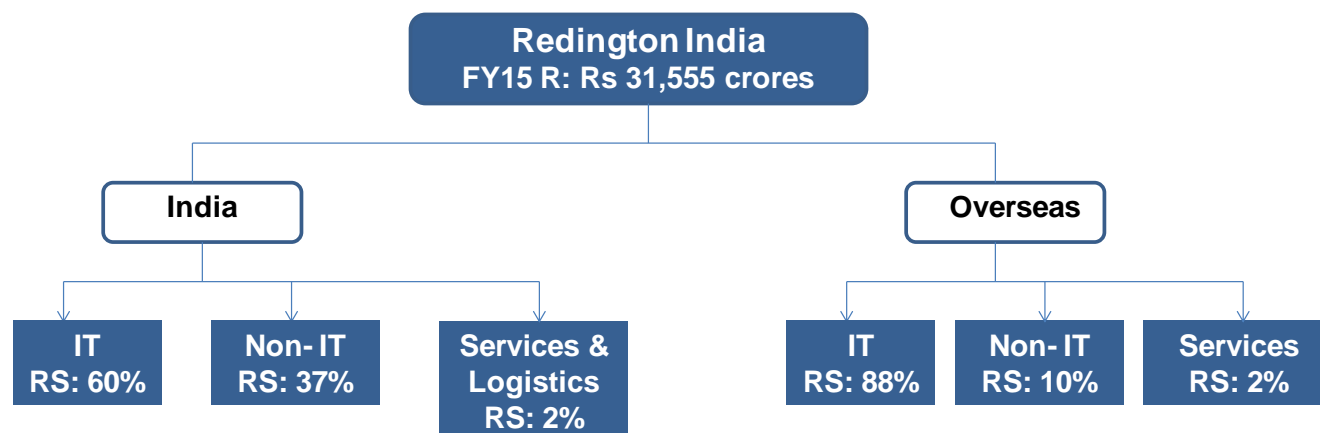 Redington India
FY15 R: Rs 31,555 crores
India
Overseas
IT
RS: 60%
Non- IT
RS: 37%
Services &
Logistics
RS: 2%
IT
RS: 88%
Non- IT
RS: 10%
Services
RS: 2%